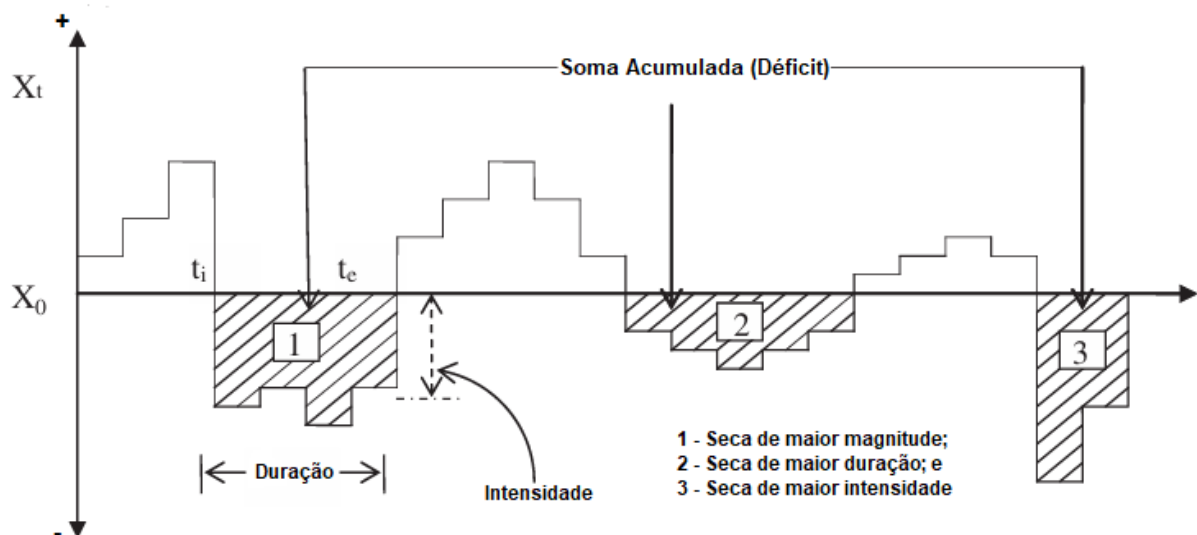 +
Soma Acumulada (Déficit)
Xt
ti
te
X0
1
2
3
Duração
Intensidade
1 - Seca de maior magnitude;
2 - Seca de maior duração; e
3 - Seca de maior intensidade
-